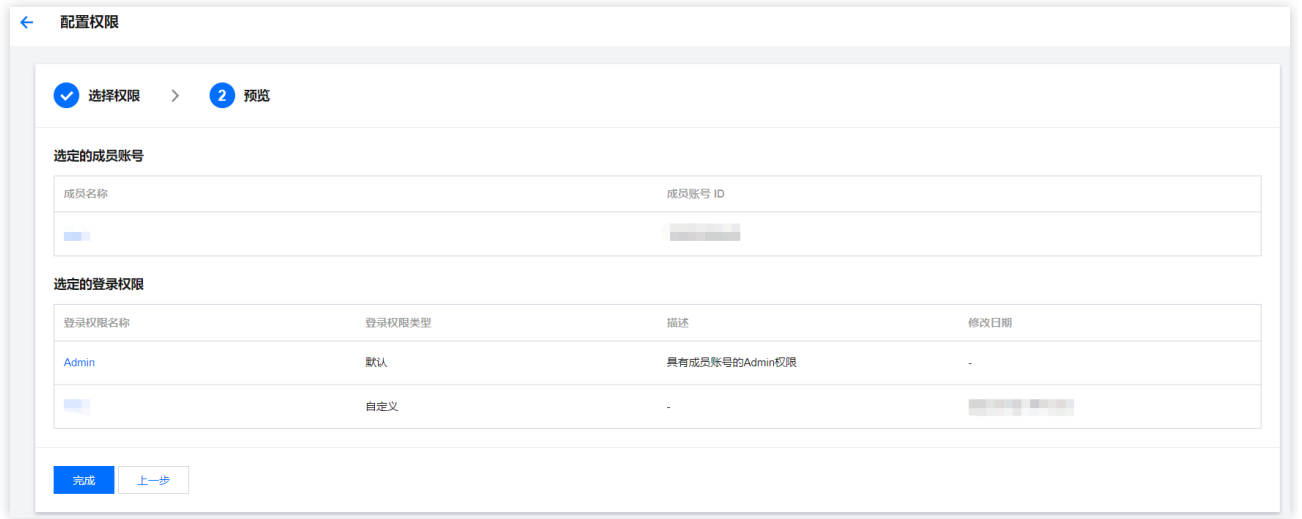 配置权限
选择权限 2 预览
选定的成员账号
成员名称 成员账号 ID
选定的登录权限
登录权限名称 登录权限类型 描述 修改日期
Admin 默认 具有成员账号的Admin权限 -
自定义 -
完成 上一步